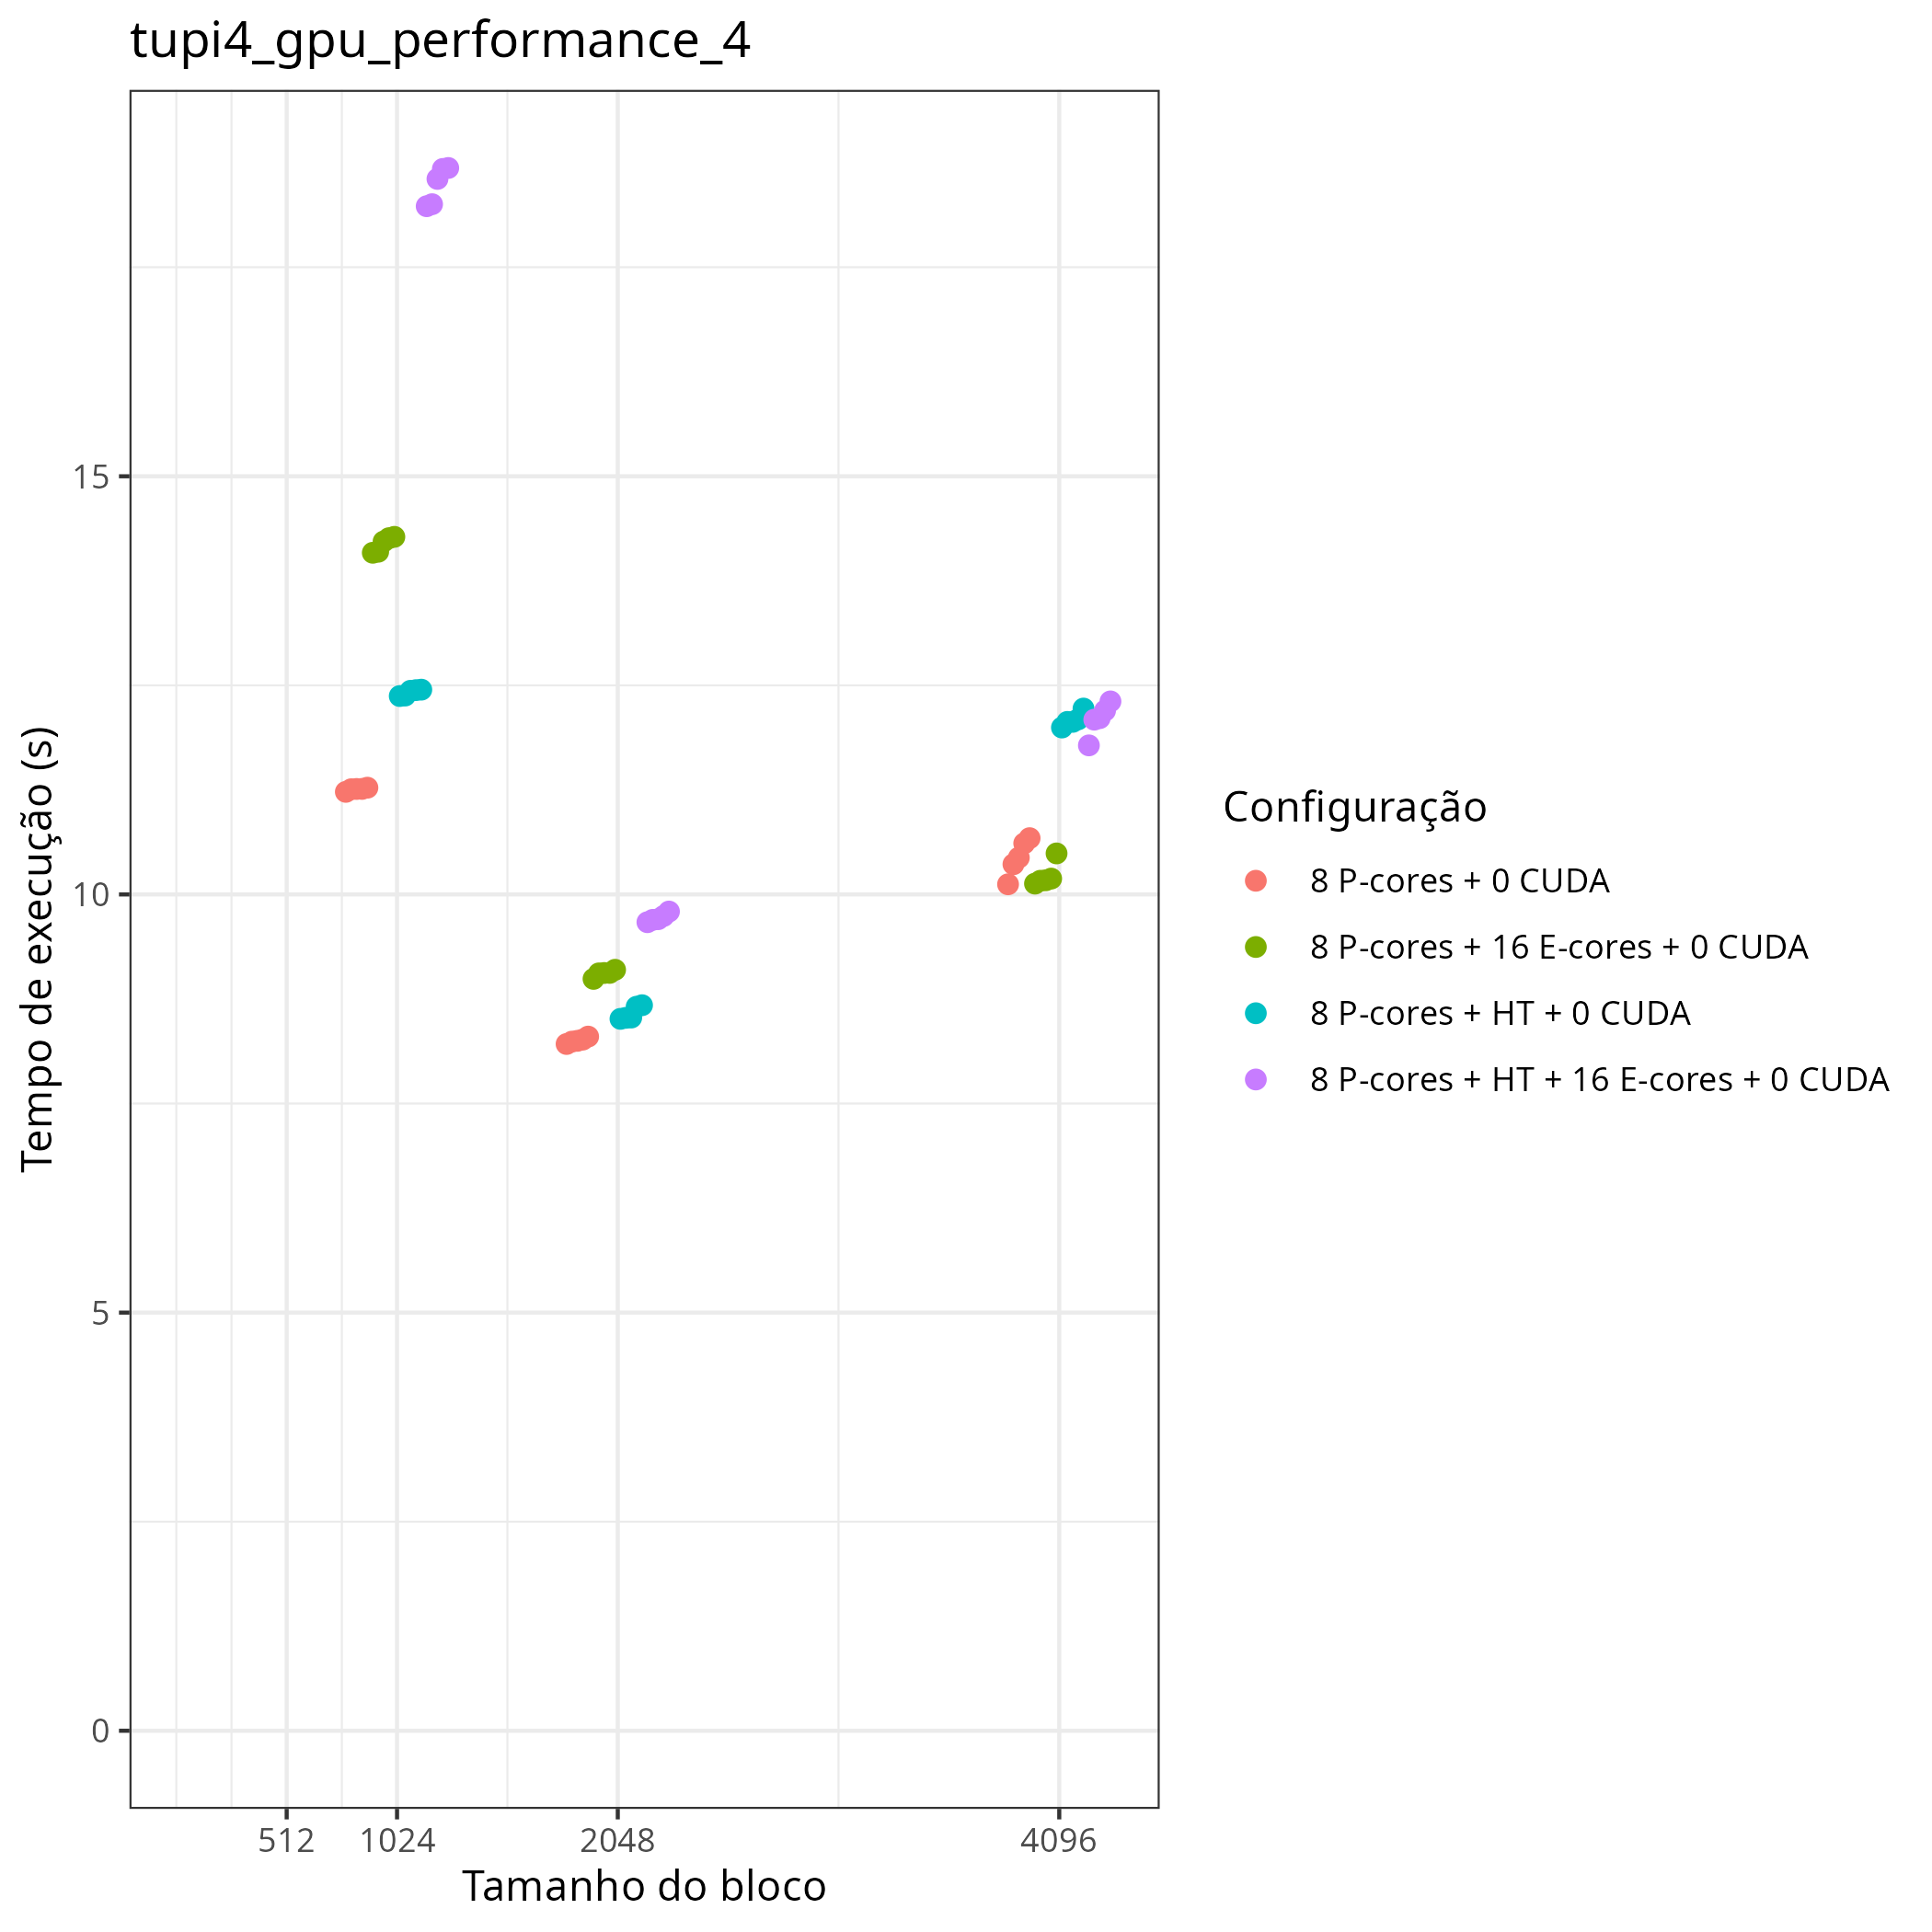 tupi4_gpu_performance_4
Tempo de execução (s)
15
10
5
0
512
1024
2048
4096
Tamanho do bloco
Configuração
8 P-cores + 0 CUDA
8 P-cores + 16 E-cores + 0 CUDA
8 P-cores + HT + 0 CUDA
8 P-cores + HT + 16 E-cores + 0 CUDA